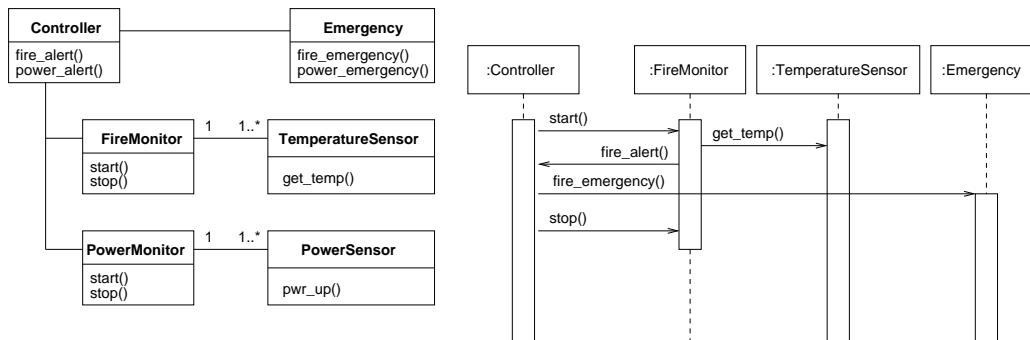 Controller
fire_alert()
power_alert()
Emergency
fire_emergency()
power_emergency()
FireMonitor
start()
stop()
1
1..*
TemperatureSensor
get_temp()
PowerMonitor
start()
stop()
1
1..*
PowerSensor
pwr_up()
:Controller
:FireMonitor
:TemperatureSensor
:Emergency
start()
get_temp()
fire_alert()
fire_emergency()
stop()